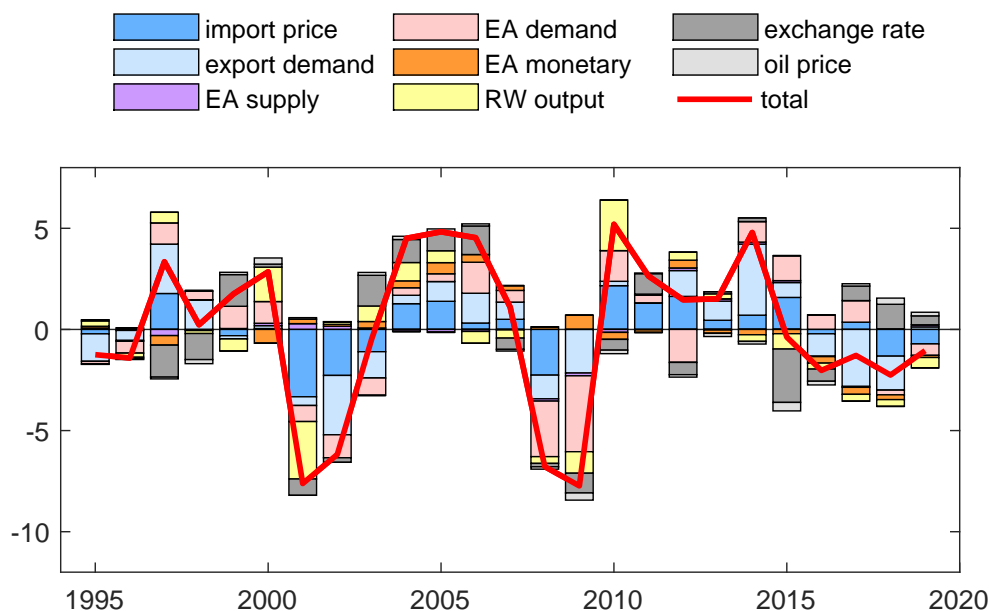 import price EA demand exchange rate
export demand EA monetary oil price
EA supply RW output total
5
0
-5
-10
1995 2000 2005 2010 2015 2020